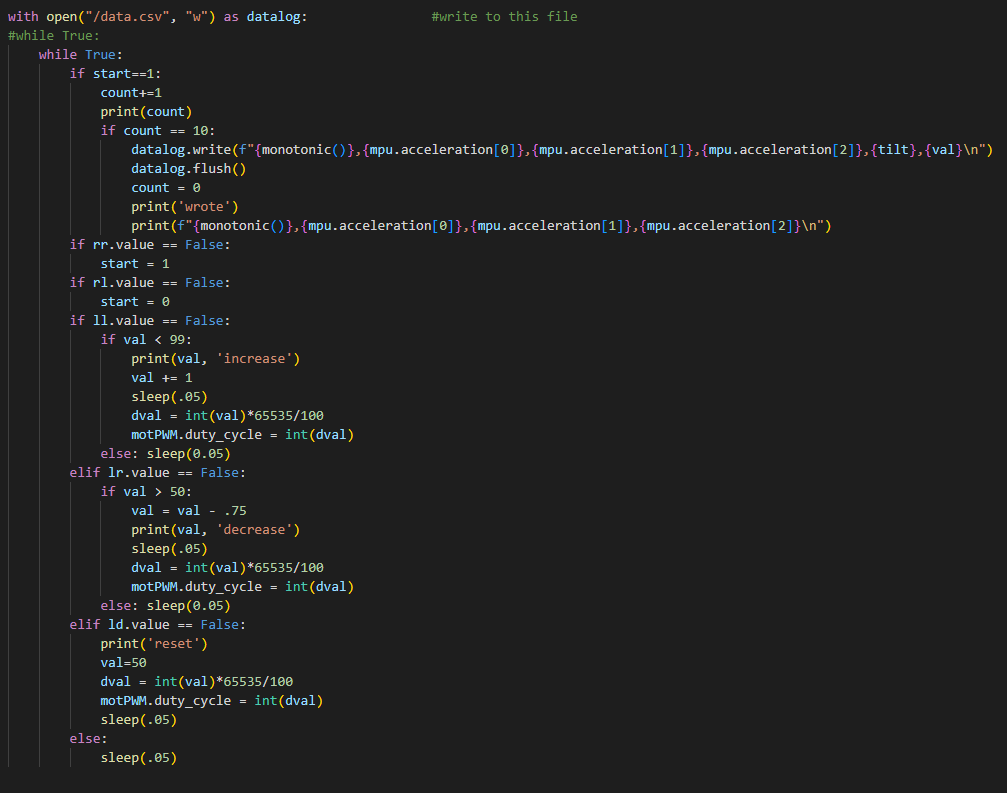 with open("/data.csv", "w") as datalog:                #write to this file
#while True:
    while True:
        if start==1:
            count+=1
            print(count)
            if count == 10:
                datalog.write(f"{monotonic()},{mpu.acceleration[0]},{mpu.acceleration[1]},{mpu.acceleration[2]},{tilt},{val}\n")
                datalog.flush()
                count = 0
                print('wrote')
                print(f"{monotonic()},{mpu.acceleration[0]},{mpu.acceleration[1]},{mpu.acceleration[2]}\n")
        if rr.value == False:
            start = 1
        if rl.value == False:
            start = 0
        if ll.value == False:
            if val < 99:
                print(val, 'increase')
                val += 1
                sleep(.05)
                dval = int(val)*65535/100
                motPWM.duty_cycle = int(dval)
            else: sleep(0.05)
        elif lr.value == False:
            if val > 50:
                val = val - .75
                print(val, 'decrease')
                sleep(.05)
                dval = int(val)*65535/100
                motPWM.duty_cycle = int(dval)
            else: sleep(0.05)
        elif ld.value == False:
            print('reset')
            val=50
            dval = int(val)*65535/100
            motPWM.duty_cycle = int(dval)
            sleep(.05)
        else:
            sleep(.05)